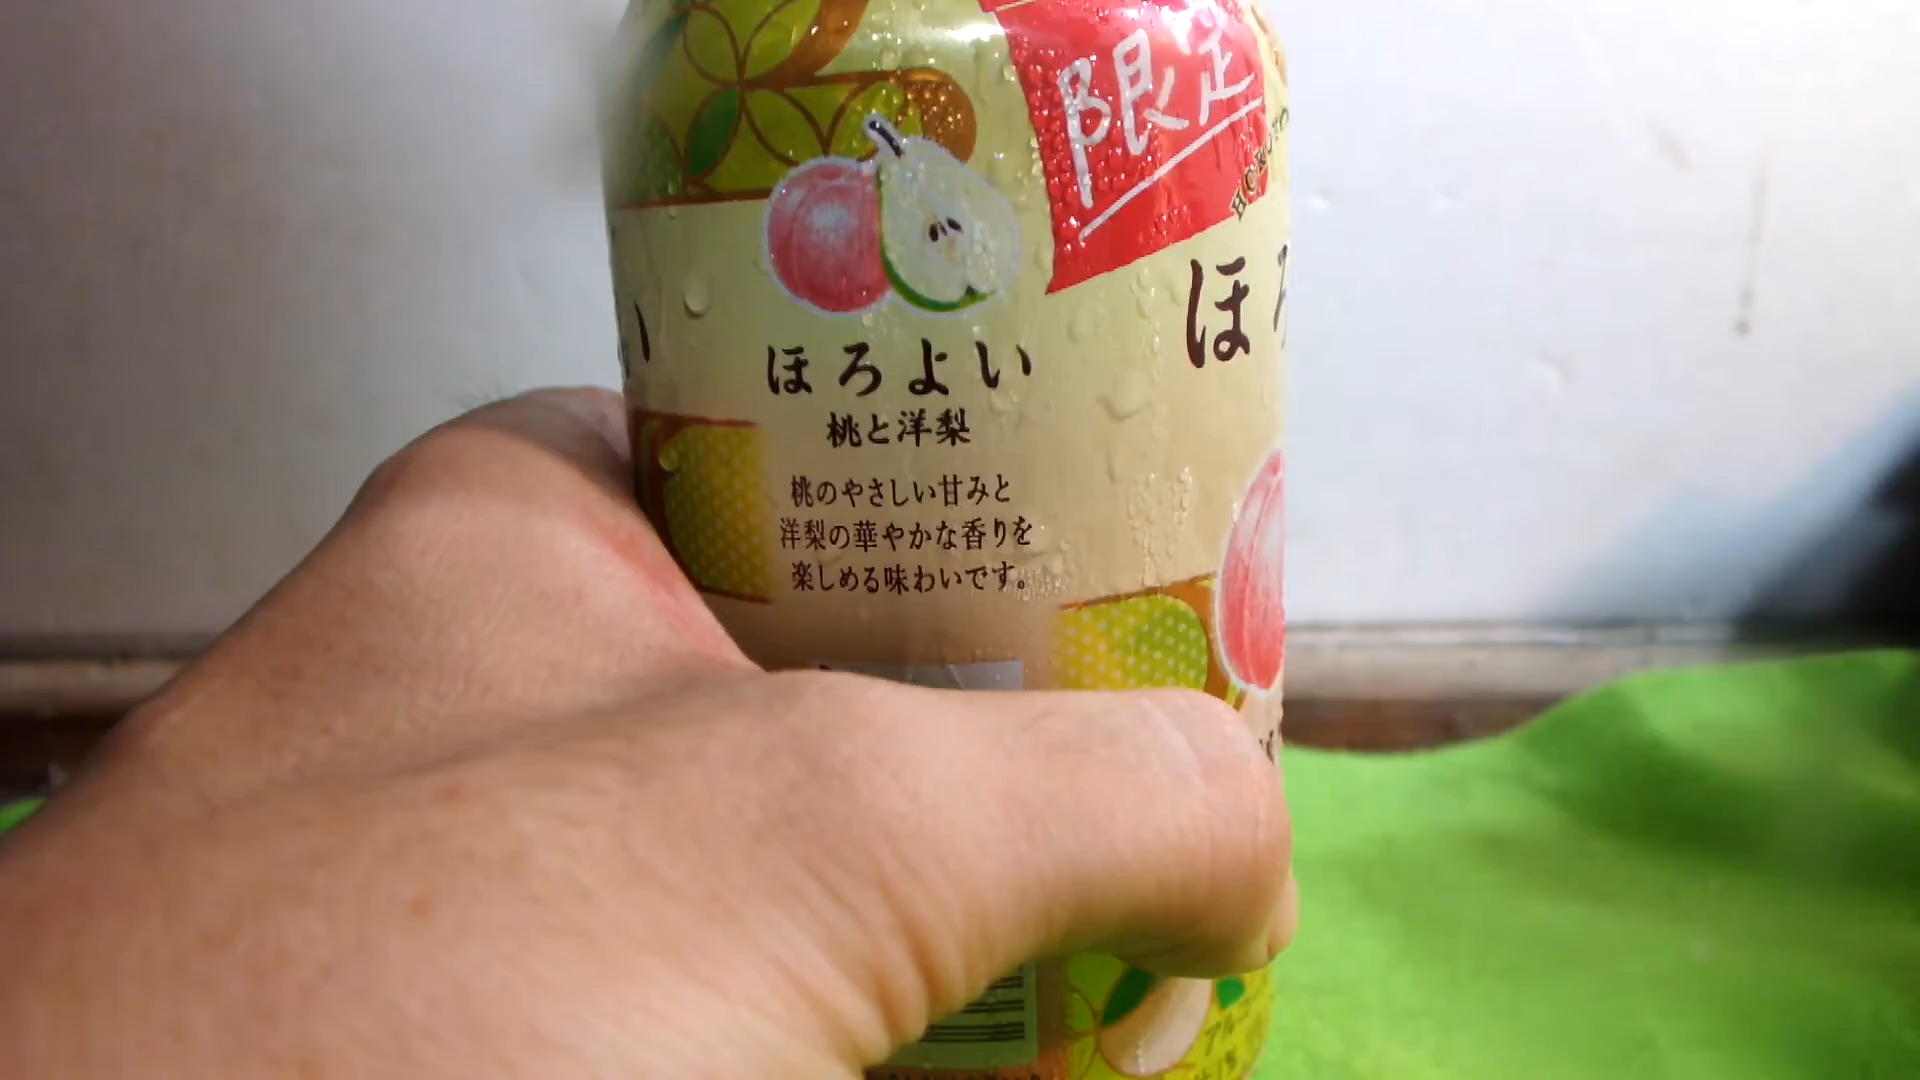 限定
ほろよい
桃と洋梨
桃のやさしい甘みと
洋梨の華やかな香りを
楽しめる味わいです。
ほろ
い